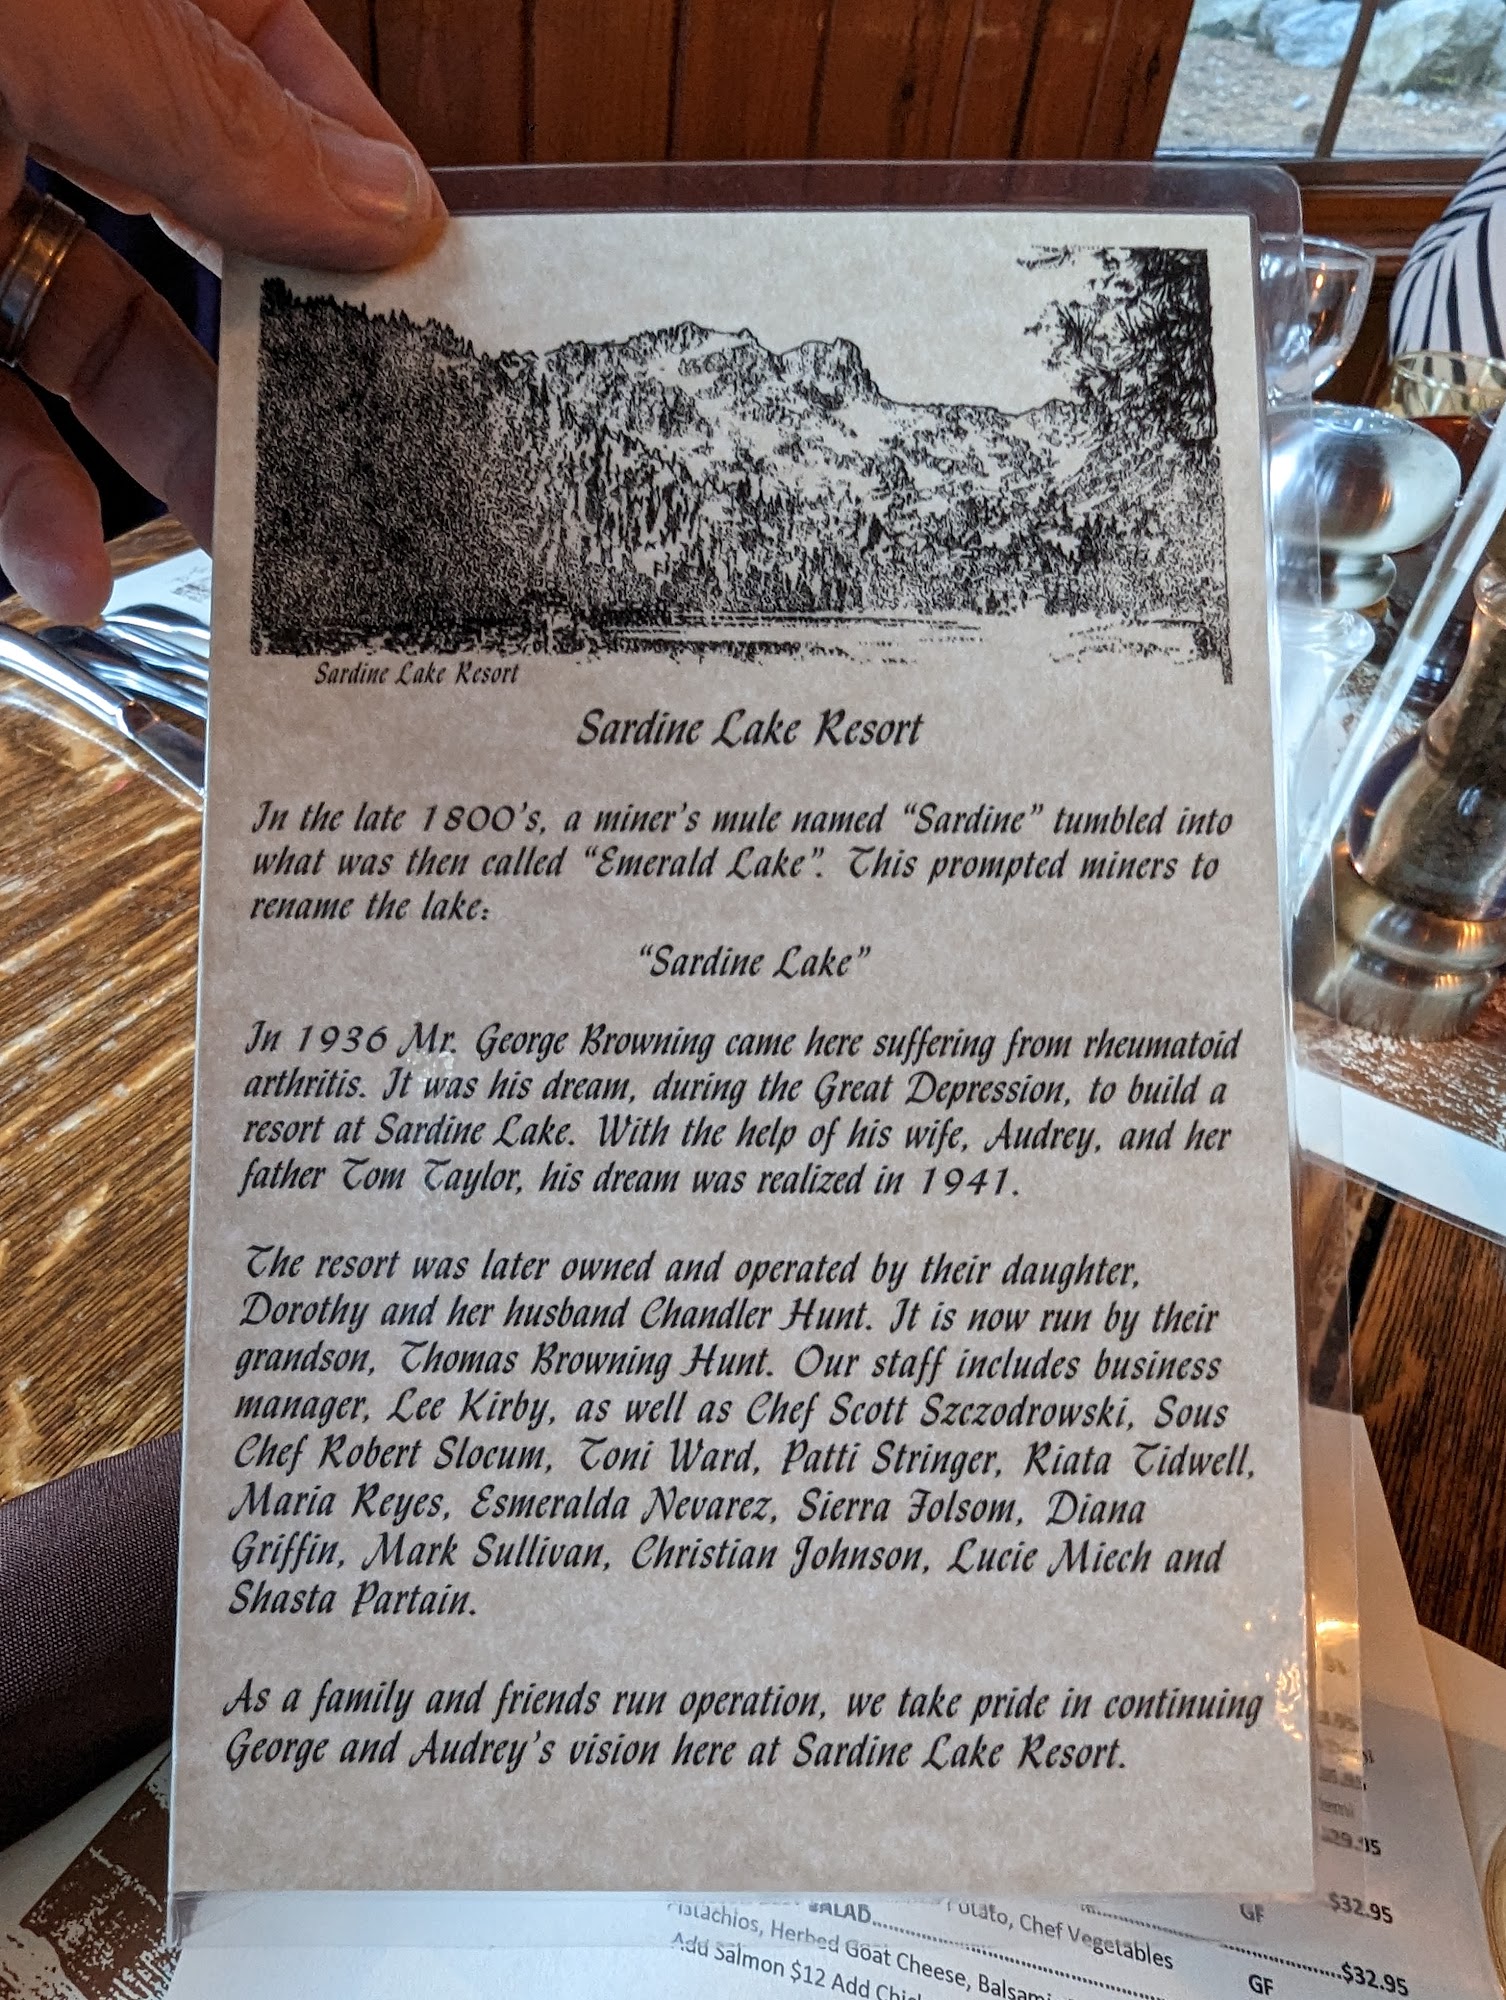 Sardine Lake Resort
Sardine Lake Resort
In the late 1800's, a miner's mule named "Sardine" tumbled into
what was then called "Emerald Lake". This prompted miners to
rename the lake:
"Sardine Lake"
In 1936 Mr. George Browning came here suffering from rheumatoid
arthritis. It was his dream, during the Great Depression, to build a
resort at Sardine Lake. With the help of his wife, Audrey, and her
father Tom Taylor, his dream was realized in 1941.
The resort was later owned and operated by their daughter,
Dorothy and her husband Chandler Hunt. It is now run by their
grandson, Thomas Browning Hunt. Our staff includes business
manager, Lee Kirby, as well as Chef Scott Szczodrowski, Sous
Chef Robert Slocum, Toni Ward, Patti Stringer, Riata Tidwell,
Maria Reyes, Esmeralda Nevarez, Sierra Folsom, Diana
Griffin, Mark Sullivan, Christian Johnson, Lucie Miech and
Shasta Partain.
As a family and friends run operation, we take pride in continuing
George and Audrey's vision here at Sardine Lake Resort.
Potato, Chef Vegetables GF $32.95
SALAD GF $32.95
Pistachios, Herbed Goat Cheese,
Add Salmon $12 Add